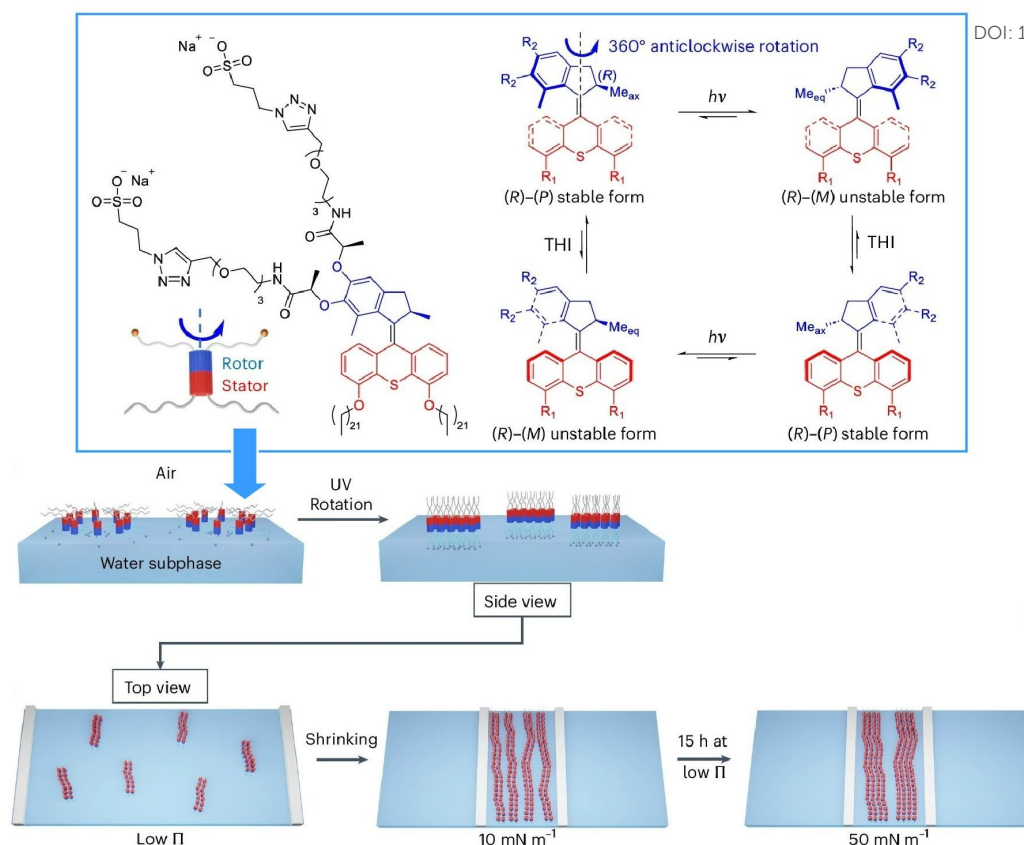 DOI: 1
Na⁺ ⁻O
O=S=O
N
N
N
O
3
NH
O
O⁻ Na⁺
O=S=O
N
N=N
O
3
H
N
O
O
O
S
O
O
( )21
( )21
Rotor
Stator
R2
R2
360° anticlockwise rotation
(R)
Meax
S
R1
R1
(R)–(P) stable form
hν
R2
R2
Meeq
S
R1
R1
(R)–(M) unstable form
THI
THI
R2
R2
Meeq
S
R1
R1
(R)–(M) unstable form
hν
R2
R2
Meax
S
R1
R1
(R)–(P) stable form
Air
UV
Rotation
Water subphase
Side view
Top view
Shrinking
15 h at
low Π
Low Π
10 mN m⁻¹
50 mN m⁻¹